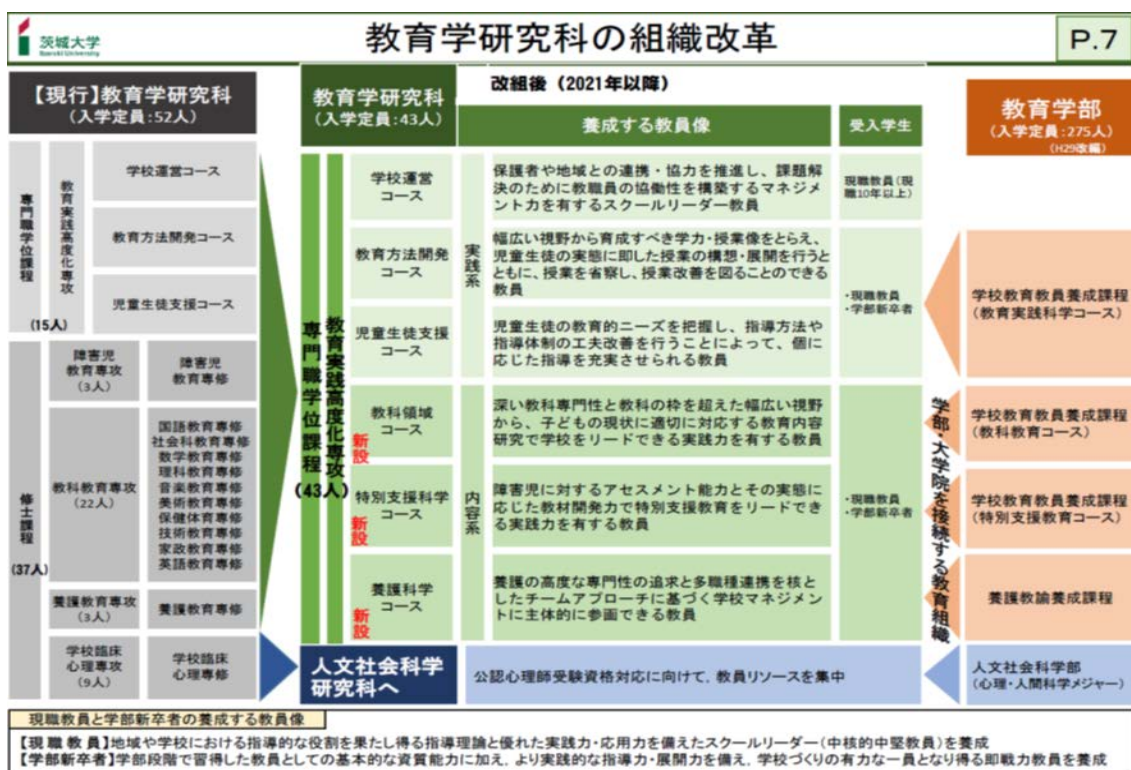 茨城大学
Ibaraki University
教育学研究科の組織改革
P.7
【現行】教育学研究科
(入学定員:52人)
専門職学位課程
(15人)
教育実践高度化専攻
学校運営コース
教育方法開発コース
児童生徒支援コース
修士課程
(37人)
障害児
教育専攻
(3人)
障害児
教育専修
教科教育専攻
(22人)
国語教育専修
社会科教育専修
数学教育専修
理科教育専修
音楽教育専修
美術教育専修
保健体育専修
技術教育専修
家政教育専修
英語教育専修
養護教育専攻
(3人)
養護教育専修
学校臨床
心理専攻
(9人)
学校臨床
心理専修
改組後(2021年以降)
教育学研究科
(入学定員:43人)
養成する教員像
受入学生
専門職学位課程
(43人)
教育実践高度化専攻
実践系
学校運営
コース
保護者や地域との連携・協力を推進し、課題解
決のために教職員の協働性を構築するマネジメ
ント力を有するスクールリーダー教員
現職教員(現
職10年以上)
教育方法開発
コース
幅広い視野から育成すべき学力・授業像をとらえ、
児童生徒の実態に即した授業の構想・展開を行うと
ともに、授業を省察し、授業改善を図ることのできる
教員
児童生徒支援
コース
児童生徒の教育的ニーズを把握し、指導方法や
指導体制の工夫改善を行うことによって、個に
応じた指導を充実させられる教員
・現職教員
・学部新卒者
内容系
教科領域
コース
新設
深い教科専門性と教科の枠を超えた幅広い視野
から、子どもの現状に適切に対応する教育内容
研究で学校をリードできる実践力を有する教員
特別支援科学
コース
新設
障害児に対するアセスメント能力とその実態に
応じた教材開発力で特別支援教育をリードでき
る実践力を有する教員
養護科学
コース
新設
養護の高度な専門性の追求と多職種連携を核と
したチームアプローチに基づく学校マネジメン
トに主体的に参画できる教員
・現職教員
・学部新卒者
人文社会科学
研究科へ
公認心理師受験資格対応に向けて,教員リソースを集中
学部・大学院を接続する教育組織
教育学部
(入学定員:275人)
(H29改編)
学校教育教員養成課程
(教育実践科学コース)
学校教育教員養成課程
(教科教育コース)
学校教育教員養成課程
(特別支援教育コース)
養護教諭養成課程
人文社会科学部
(心理・人間科学メジャー)
現職教員と学部新卒者の養成する教員像
【現職教員】地域や学校における指導的な役割を果たし得る指導理論と優れた実践力・応用力を備えたスクールリーダー(中核的中堅教員)を養成
【学部新卒者】学部段階で習得した教員としての基本的な資質能力に加え,より実践的な指導力・展開力を備え,学校づくりの有力な一員となり得る即戦力教員を養成